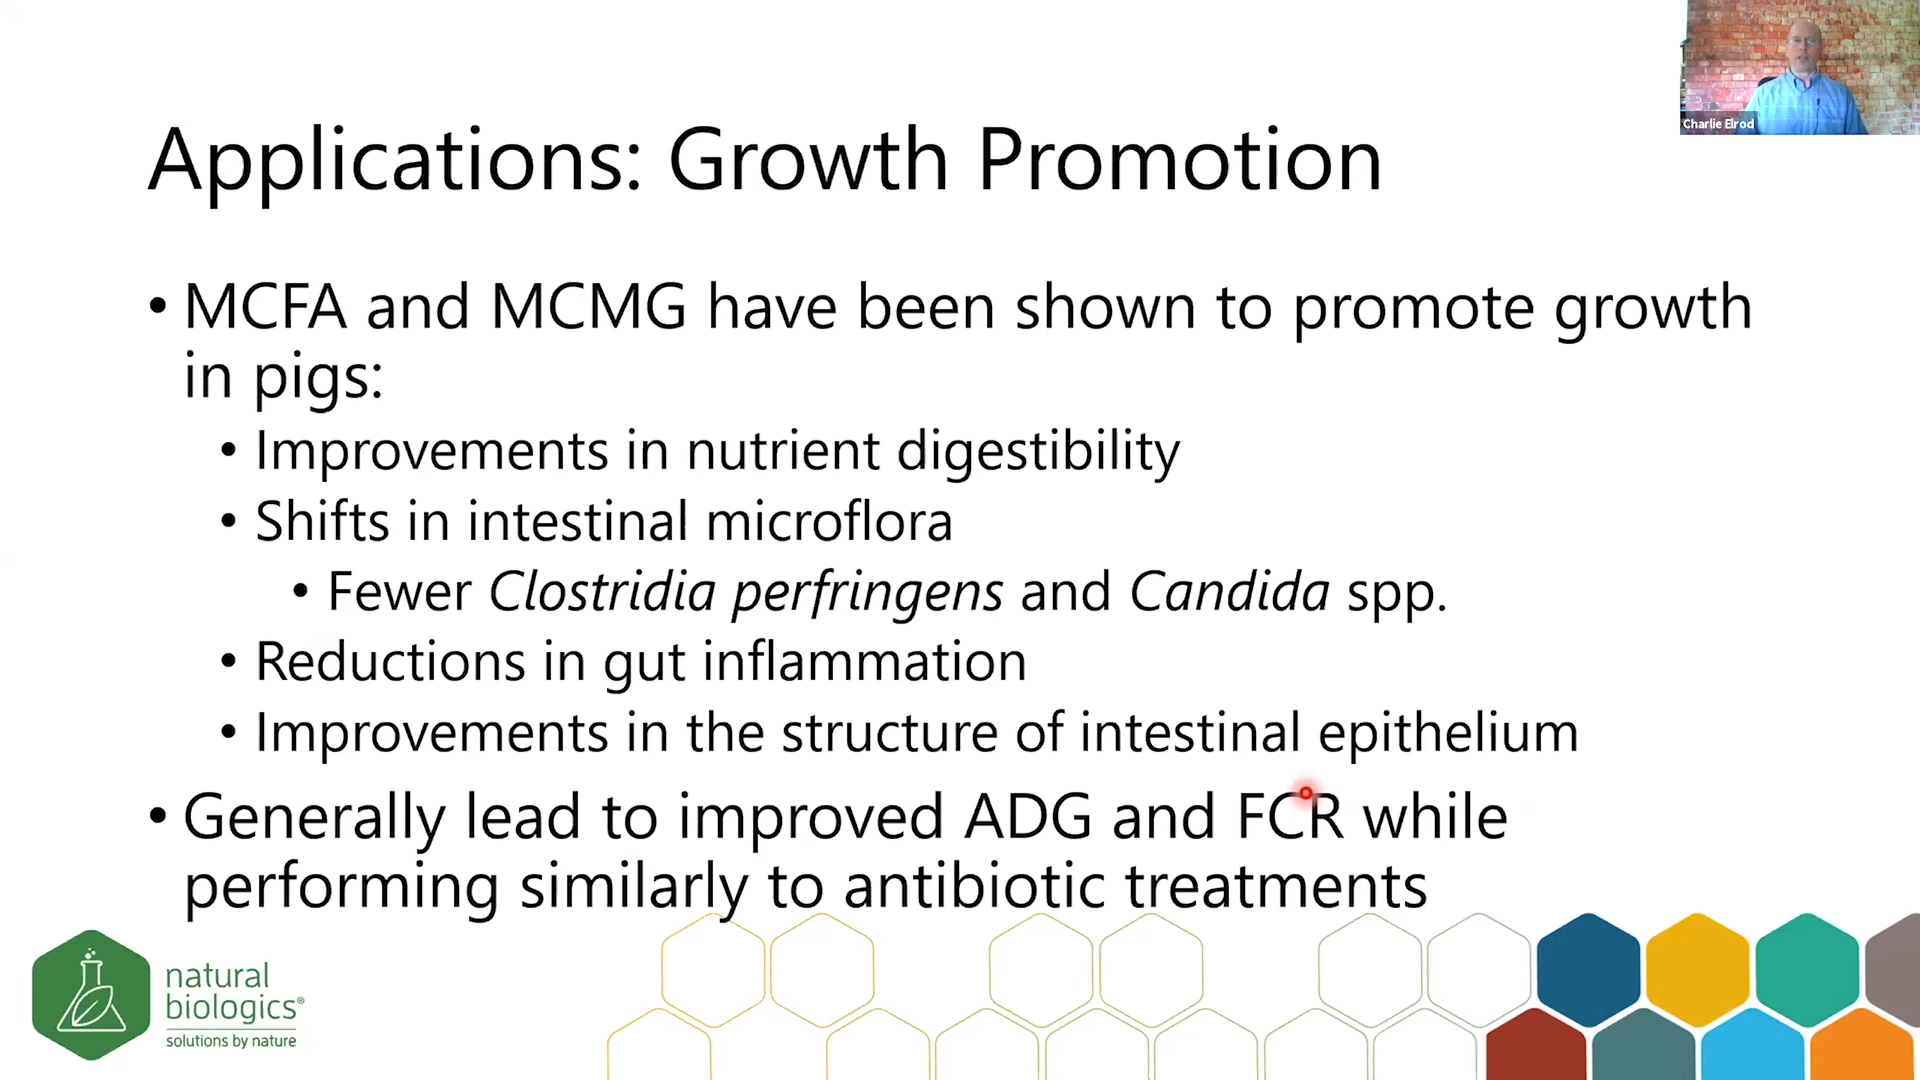 Charlie Elrod
Applications: Growth Promotion
• MCFA and MCMG have been shown to promote growth
in pigs:
• Improvements in nutrient digestibility
• Shifts in intestinal microflora
• Fewer Clostridia perfringens and Candida spp.
• Reductions in gut inflammation
• Improvements in the structure of intestinal epithelium
• Generally lead to improved ADG and FCR while
performing similarly to antibiotic treatments
natural
biologics®
solutions by nature